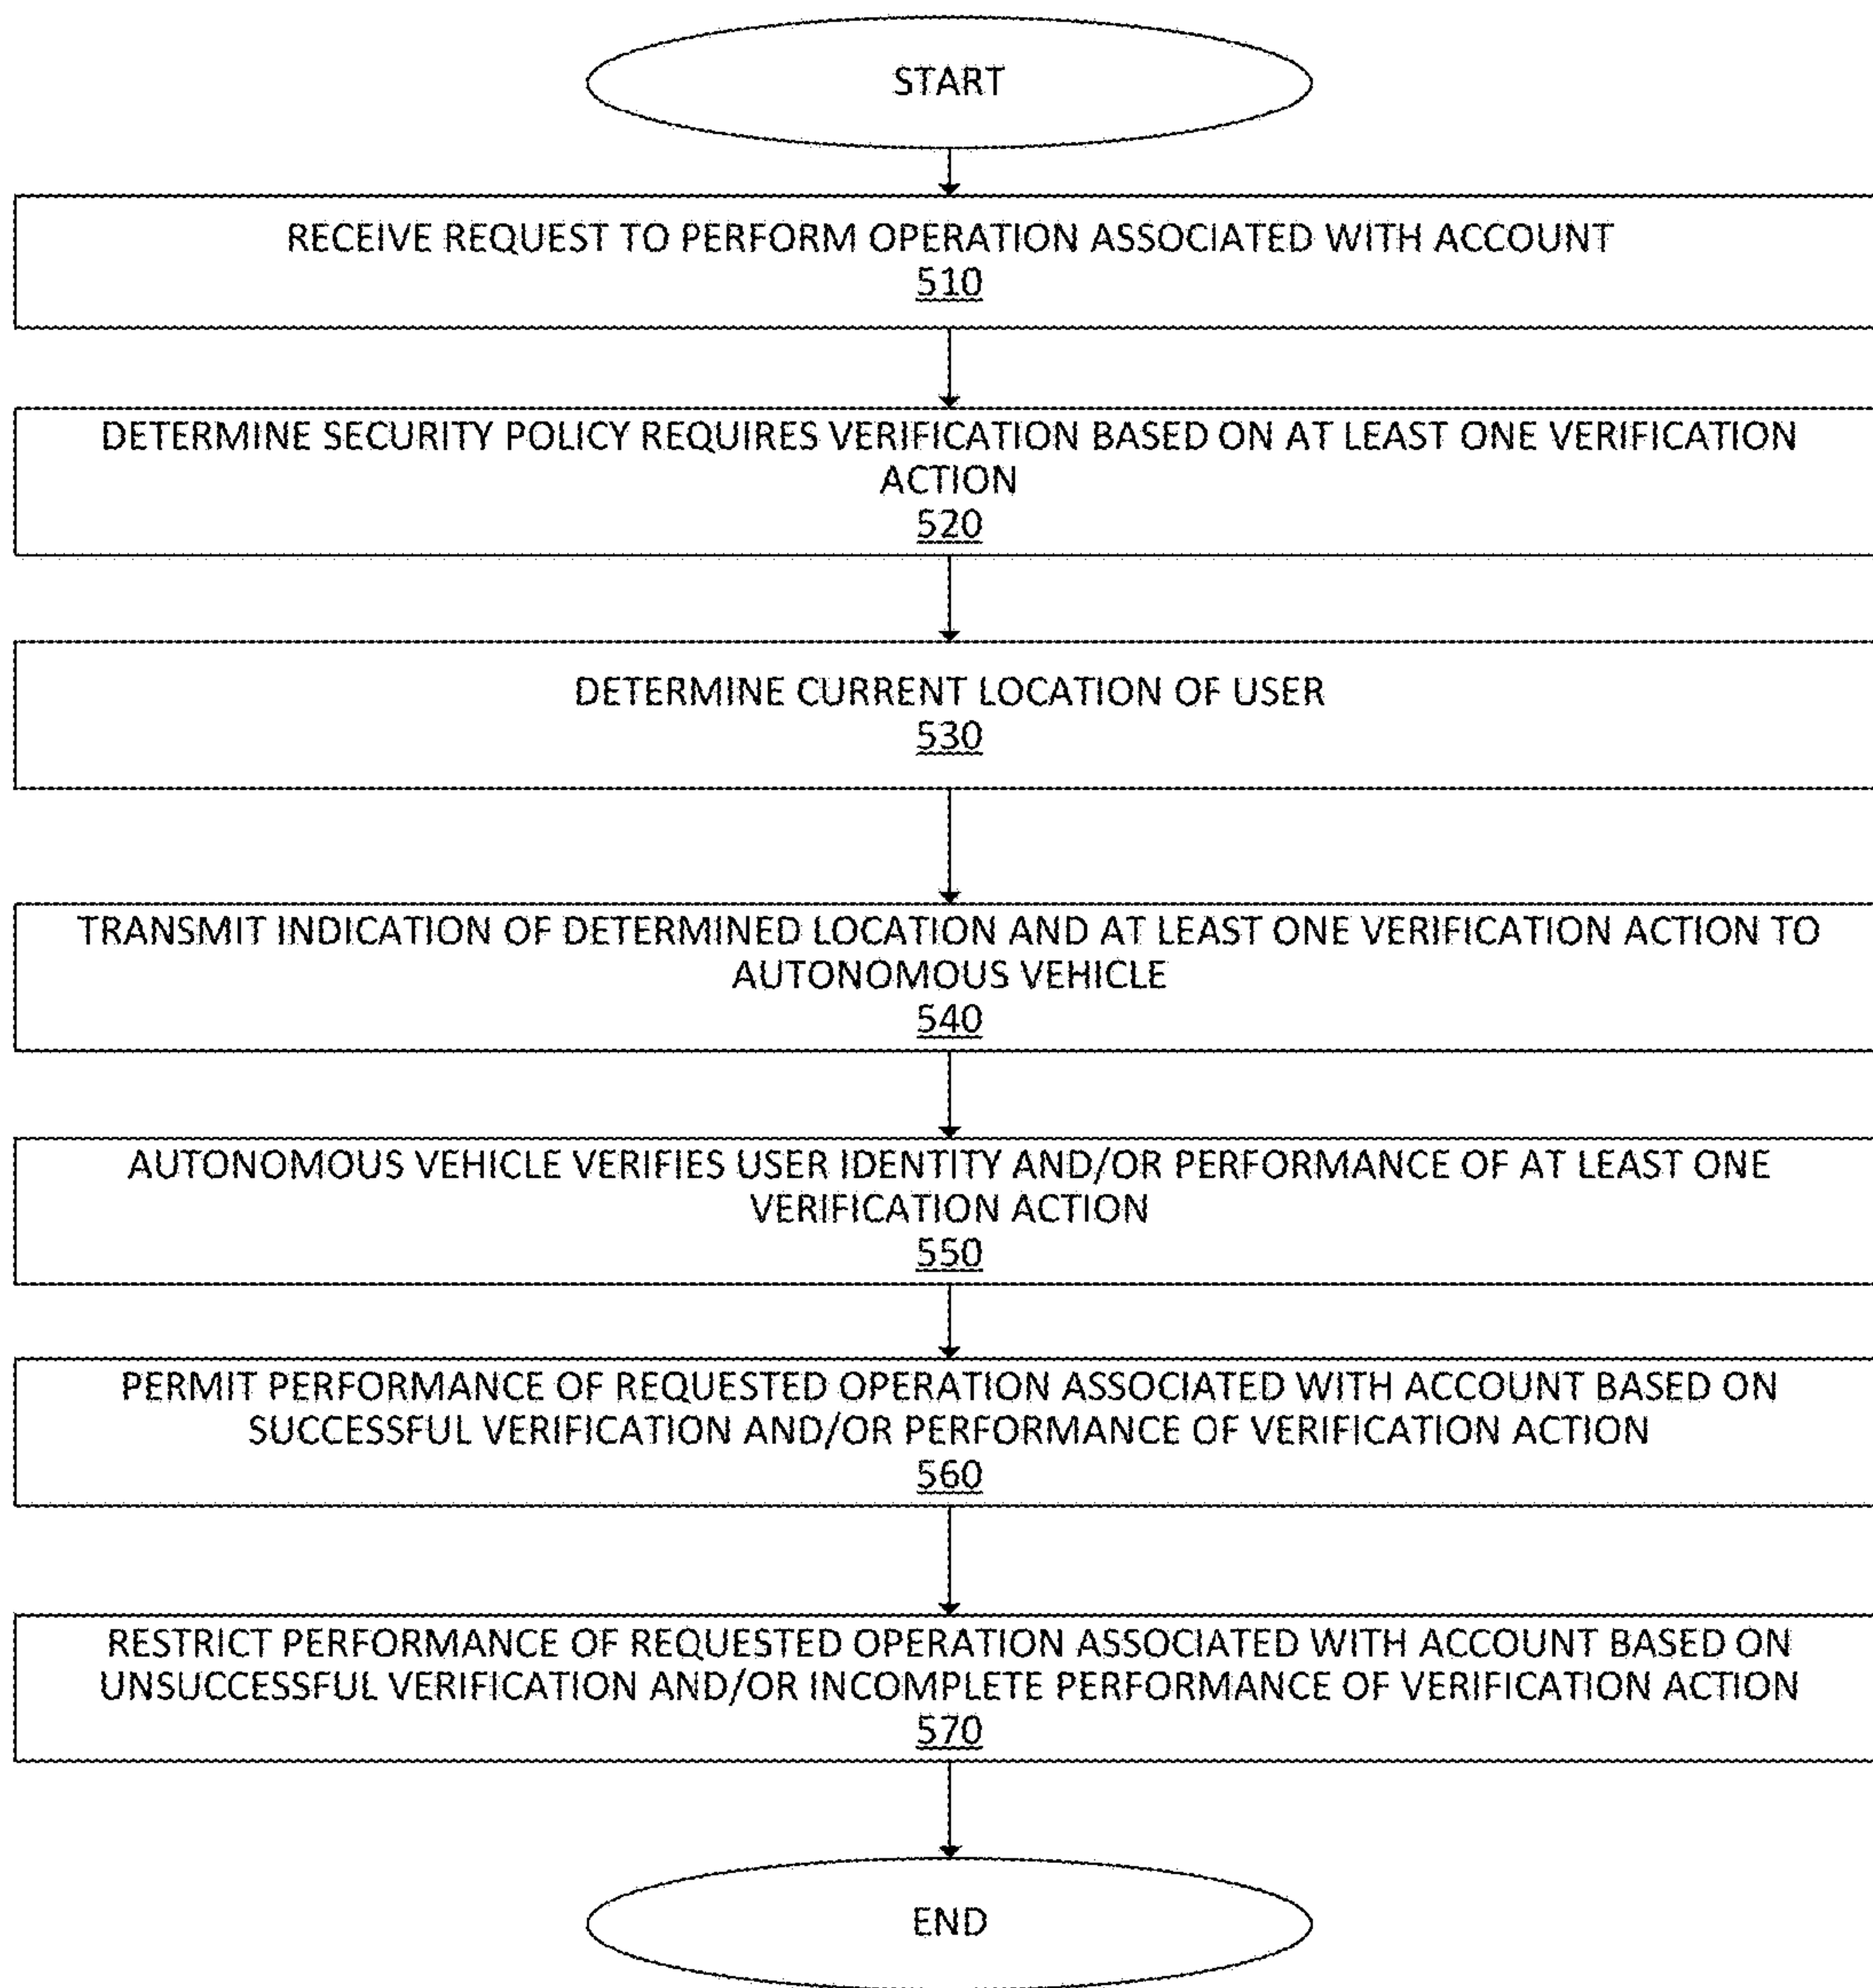 START
RECEIVE REQUEST TO PERFORM OPERATION ASSOCIATED WITH ACCOUNT
510
DETERMINE SECURITY POLICY REQUIRES VERIFICATION BASED ON AT LEAST ONE VERIFICATION
ACTION
520
DETERMINE CURRENT LOCATION OF USER
530
TRANSMIT INDICATION OF DETERMINED LOCATION AND AT LEAST ONE VERIFICATION ACTION TO
AUTONOMOUS VEHICLE
540
AUTONOMOUS VEHICLE VERIFIES USER IDENTITY AND/OR PERFORMANCE OF AT LEAST ONE
VERIFICATION ACTION
550
PERMIT PERFORMANCE OF REQUESTED OPERATION ASSOCIATED WITH ACCOUNT BASED ON
SUCCESSFUL VERIFICATION AND/OR PERFORMANCE OF VERIFICATION ACTION
560
RESTRICT PERFORMANCE OF REQUESTED OPERATION ASSOCIATED WITH ACCOUNT BASED ON
UNSUCCESSFUL VERIFICATION AND/OR INCOMPLETE PERFORMANCE OF VERIFICATION ACTION
570
END